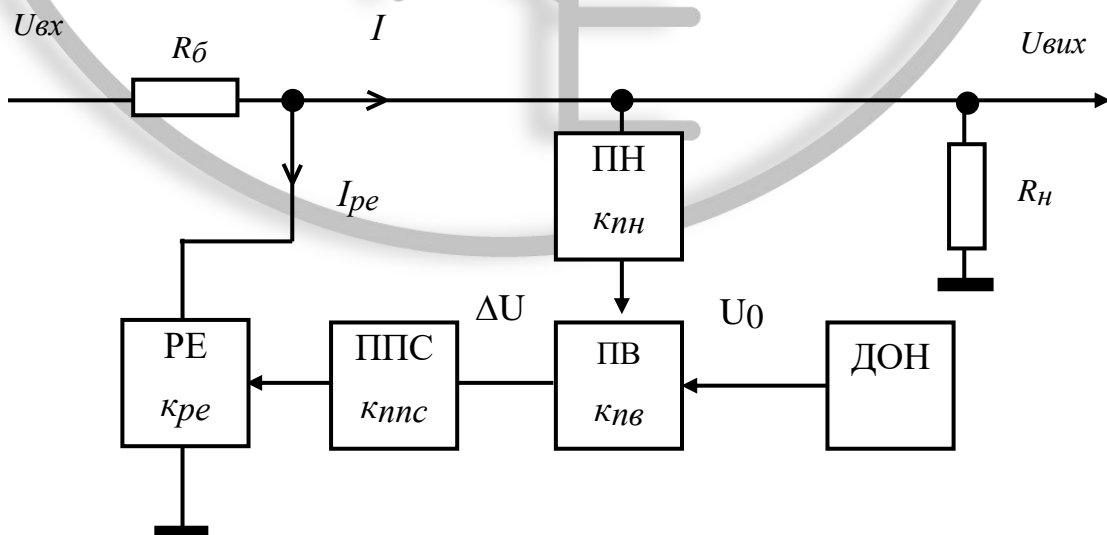 Uвх
Rб
I
Uвих
ПН
кпн
Iре
Rн
ΔU
U0
РЕ
кре
ППС
кппс
ПВ
кпв
ДОН